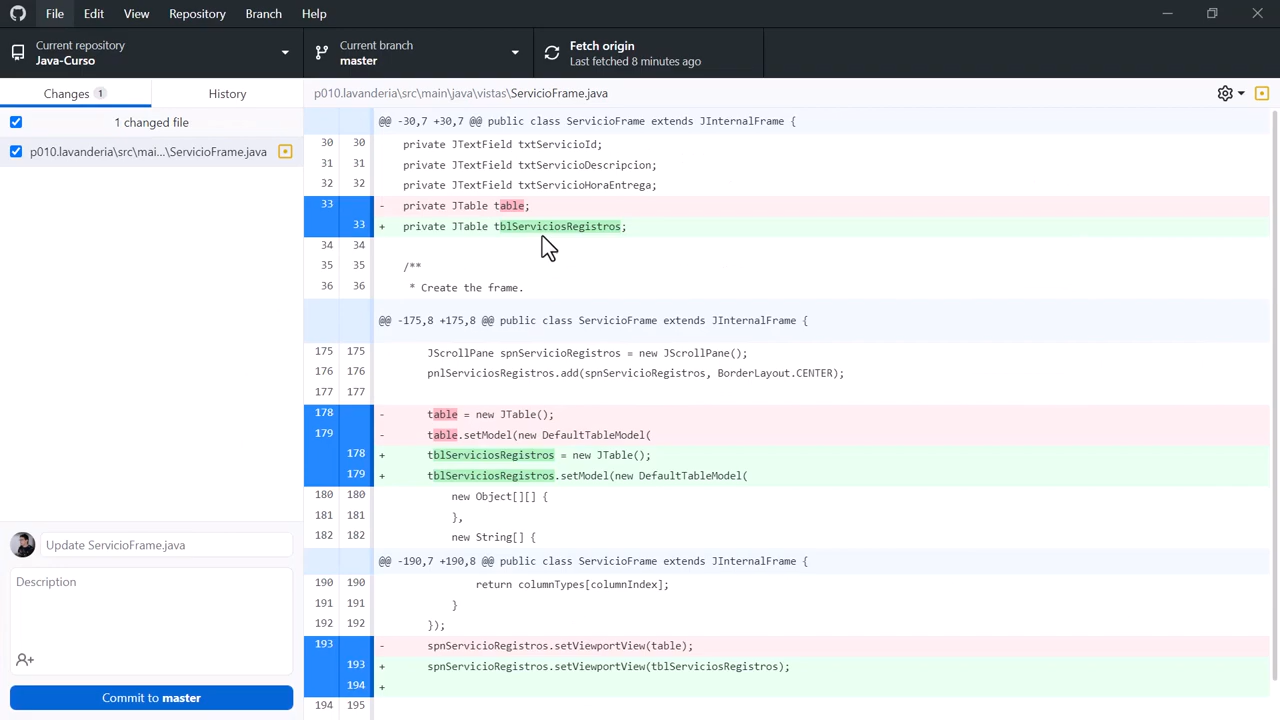 File Edit View Repository Branch Help
Current repository
Java-Curso
Current branch
master
Fetch origin
Last fetched 8 minutes ago
Changes 1 History
1 changed file
p010.lavanderia\src\mai...\ServicioFrame.java
p010.lavanderia\src\main\java\vistas\ServicioFrame.java
@@ -30,7 +30,7 @@ public class ServicioFrame extends JInternalFrame {
30 30 private JTextField txtServicioId;
31 31 private JTextField txtServicioDescripcion;
32 32 private JTextField txtServicioHoraEntrega;
33 - private JTable table;
33 + private JTable tblServiciosRegistros;
34 34
35 35 /**
36 36 * Create the frame.
@@ -175,8 +175,8 @@ public class ServicioFrame extends JInternalFrame {
175 175 JScrollPane spnServicioRegistros = new JScrollPane();
176 176 pnlServiciosRegistros.add(spnServicioRegistros, BorderLayout.CENTER);
177 177
178 - table = new JTable();
179 - table.setModel(new DefaultTableModel(
178 + tblServiciosRegistros = new JTable();
179 + tblServiciosRegistros.setModel(new DefaultTableModel(
180 180 new Object[][] {
181 181 },
182 182 new String[] {
@@ -190,7 +190,8 @@ public class ServicioFrame extends JInternalFrame {
190 190 return columnTypes[columnIndex];
191 191 }
192 192 });
193 - spnServicioRegistros.setViewportView(table);
193 + spnServicioRegistros.setViewportView(tblServiciosRegistros);
194 +
194 195
Update ServicioFrame.java
Description
Commit to master